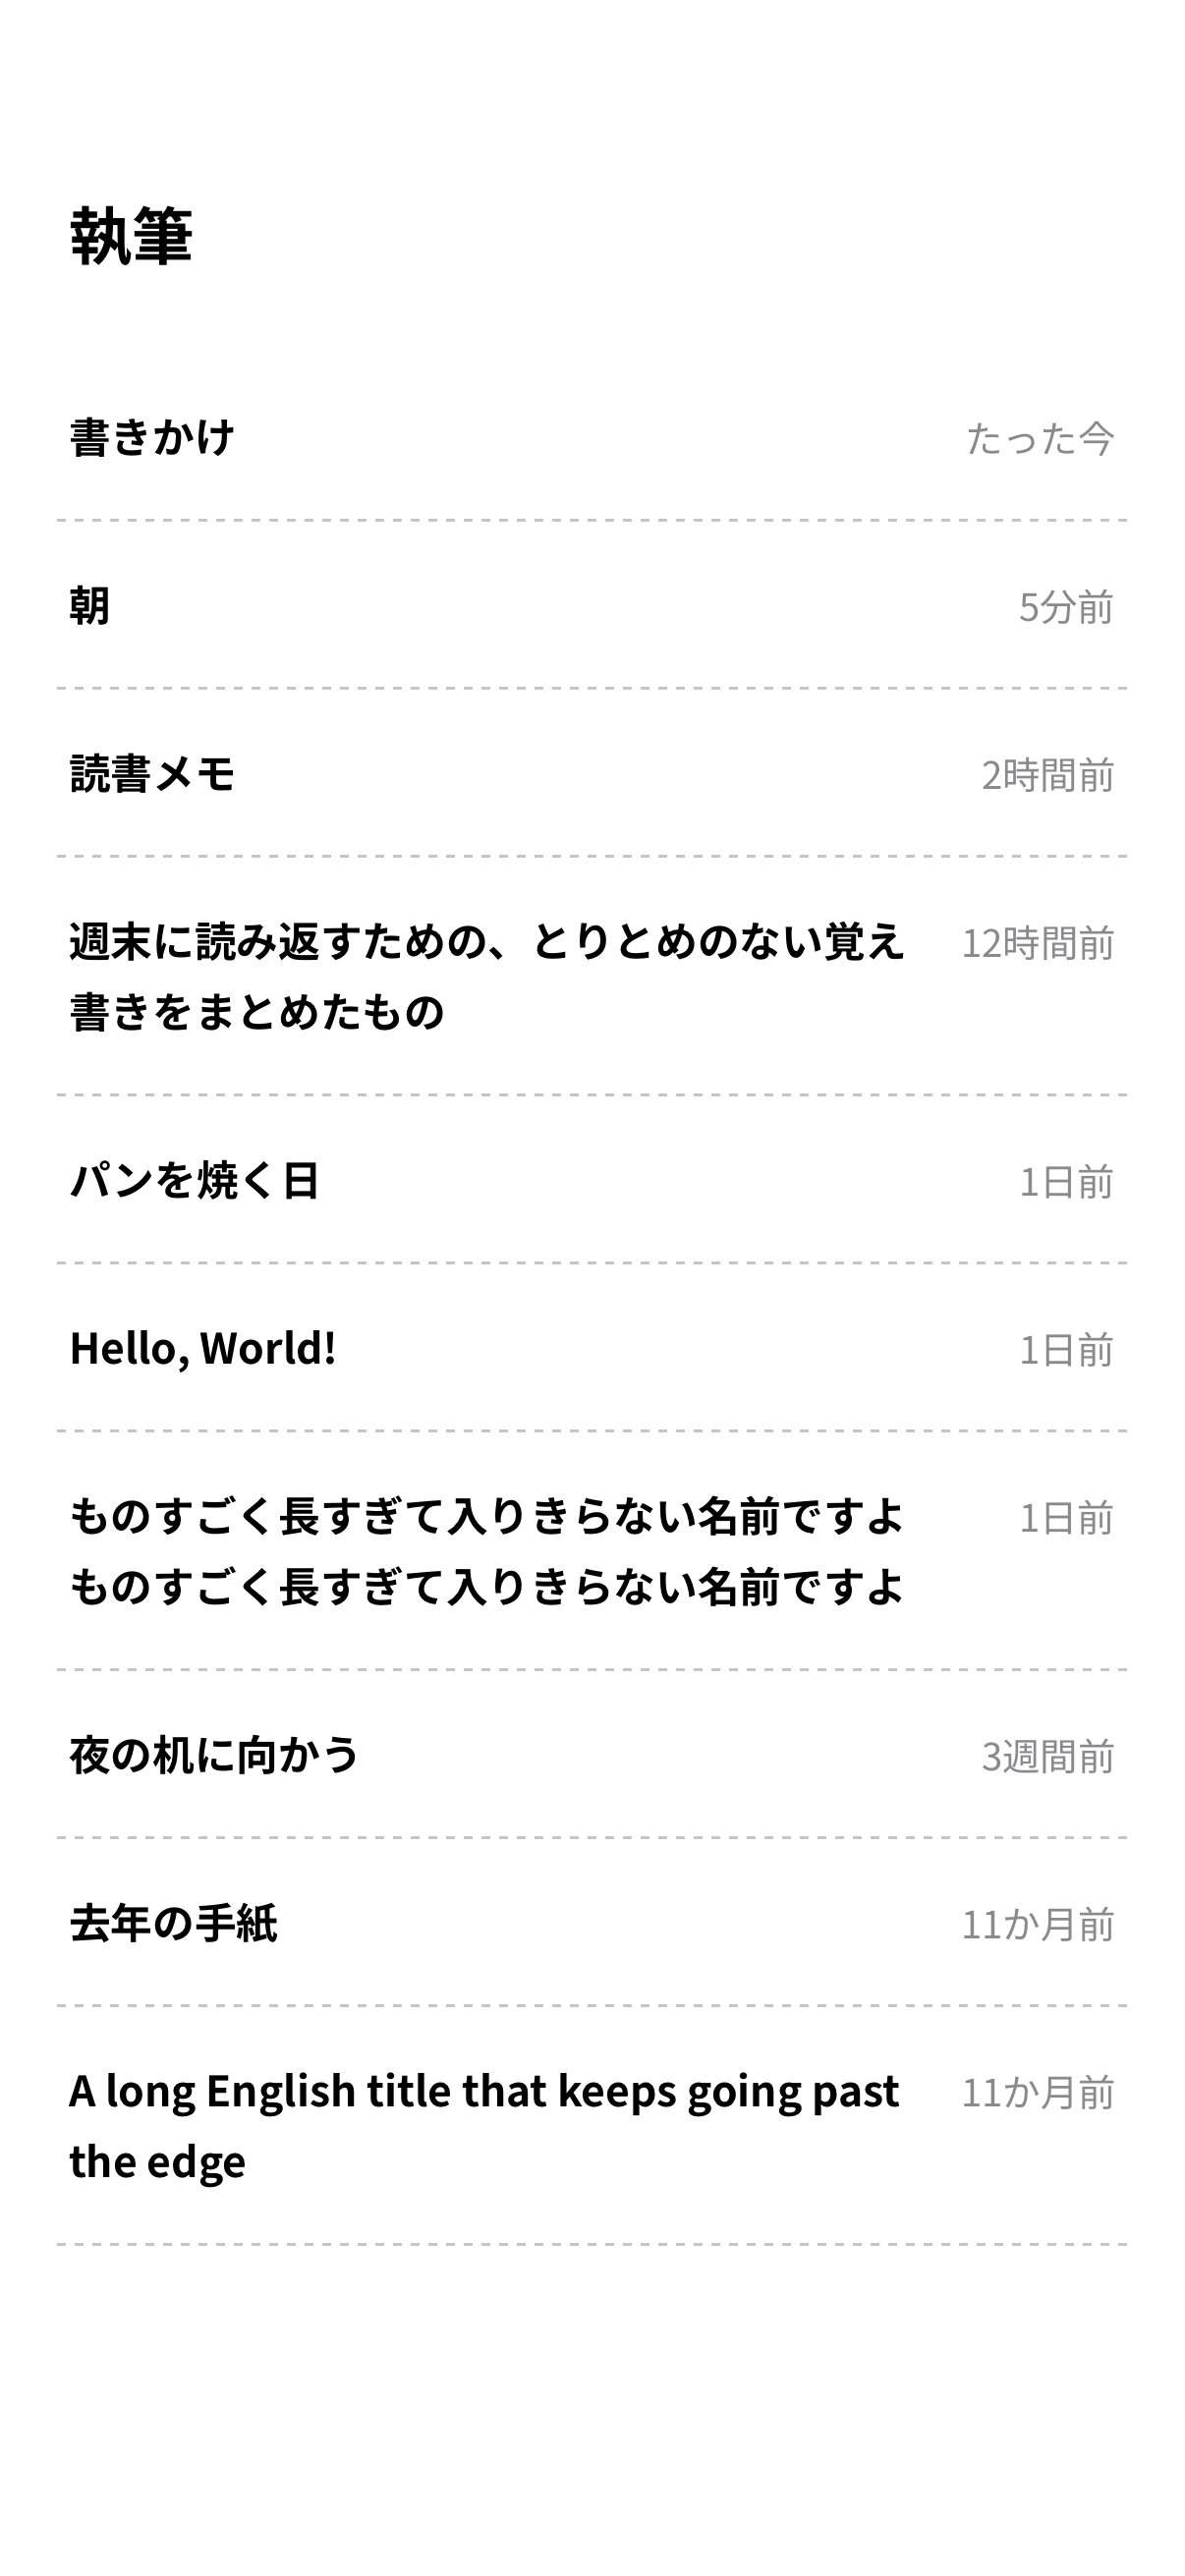 執筆
書きかけ たった今
朝 5分前
読書メモ 2時間前
週末に読み返すための、とりとめのない覚え 12時間前
書きをまとめたもの
パンを焼く日 1日前
Hello, World! 1日前
ものすごく長すぎて入りきらない名前ですよ 1日前
ものすごく長すぎて入りきらない名前ですよ
夜の机に向かう 3週間前
去年の手紙 11か月前
A long English title that keeps going past 11か月前
the edge